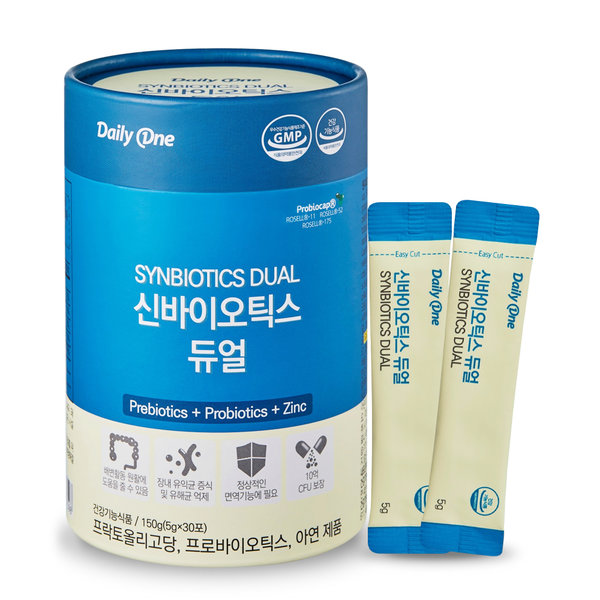 Daily One
SYNBIOTICS DUAL
Daily One
GMP
건강
기능식품
Probiocap®
ROSELL®-11 ROSELL®-52
ROSELL®-175
SYNBIOTICS DUAL
신바이오틱스
듀얼
Prebiotics + Probiotics + Zinc
배변활동 원활에
도움을 줄 수 있음
장내 유익균 증식
및 유해균 억제
정상적인
면역기능에 필요
10억
CFU 보장
건강기능식품 / 150g(5g×30포)
프락토올리고당, 프로바이오틱스, 아연 제품
Easy Cut
Daily One
신바이오틱스 듀얼
SYNBIOTICS DUAL
5g
Easy Cut
Daily One
신바이오틱스 듀얼
SYNBIOTICS DUAL
5g